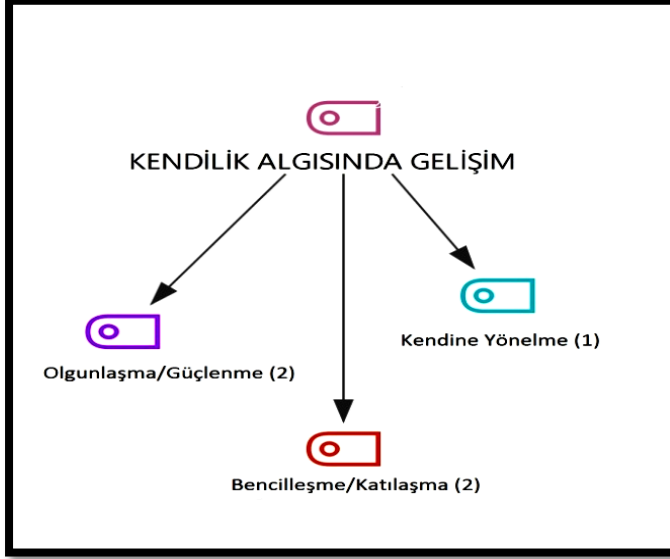 KENDİLİK ALGISINDA GELİŞİM
Kendine Yönelme (1)
Olgunlaşma/Güçlenme (2)
Bencilleşme/Katılaşma (2)